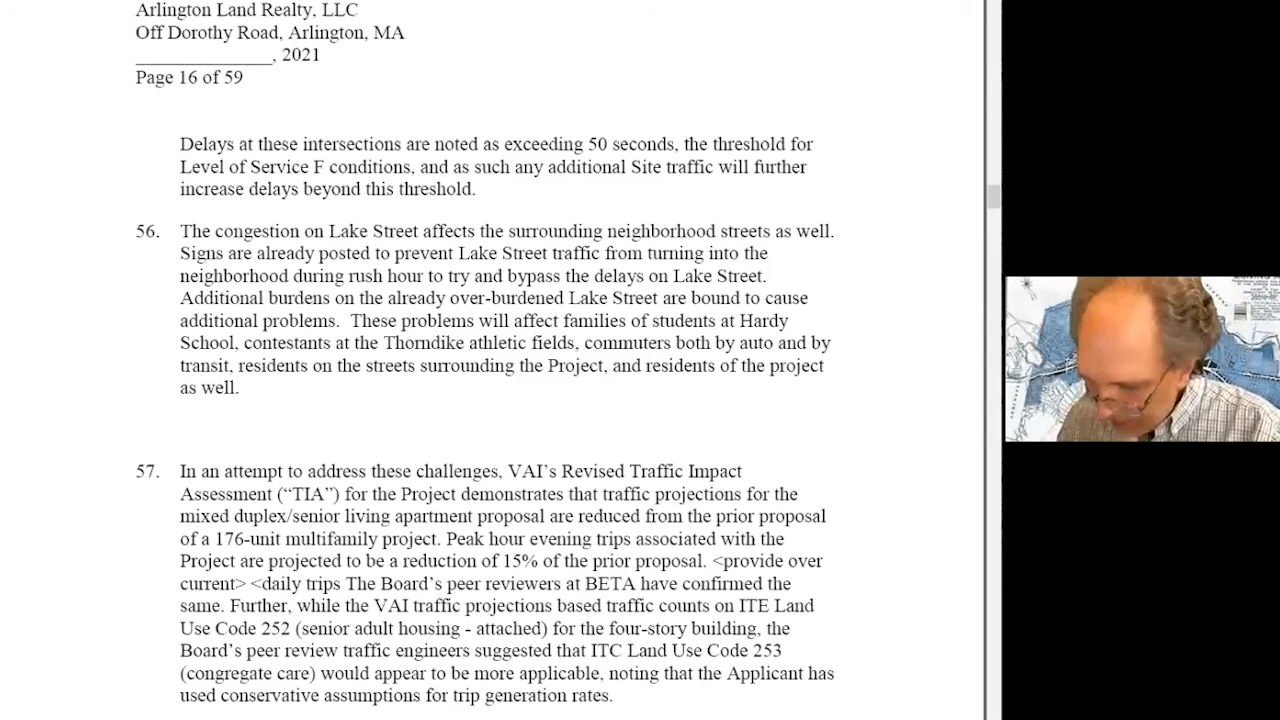 Arlington Land Realty, LLC
Off Dorothy Road, Arlington, MA
_______________, 2021
Page 16 of 59
Delays at these intersections are noted as exceeding 50 seconds, the threshold for
Level of Service F conditions, and as such any additional Site traffic will further
increase delays beyond this threshold.
56. The congestion on Lake Street affects the surrounding neighborhood streets as well.
Signs are already posted to prevent Lake Street traffic from turning into the
neighborhood during rush hour to try and bypass the delays on Lake Street.
Additional burdens on the already over-burdened Lake Street are bound to cause
additional problems. These problems will affect families of students at Hardy
School, contestants at the Thorndike athletic fields, commuters both by auto and by
transit, residents on the streets surrounding the Project, and residents of the project
as well.
57. In an attempt to address these challenges, VAI's Revised Traffic Impact
Assessment ("TIA") for the Project demonstrates that traffic projections for the
mixed duplex/senior living apartment proposal are reduced from the prior proposal
of a 176-unit multifamily project. Peak hour evening trips associated with the
Project are projected to be a reduction of 15% of the prior proposal. <provide over
current> <daily trips The Board's peer reviewers at BETA have confirmed the
same. Further, while the VAI traffic projections based traffic counts on ITE Land
Use Code 252 (senior adult housing - attached) for the four-story building, the
Board's peer review traffic engineers suggested that ITC Land Use Code 253
(congregate care) would appear to be more applicable, noting that the Applicant has
used conservative assumptions for trip generation rates.